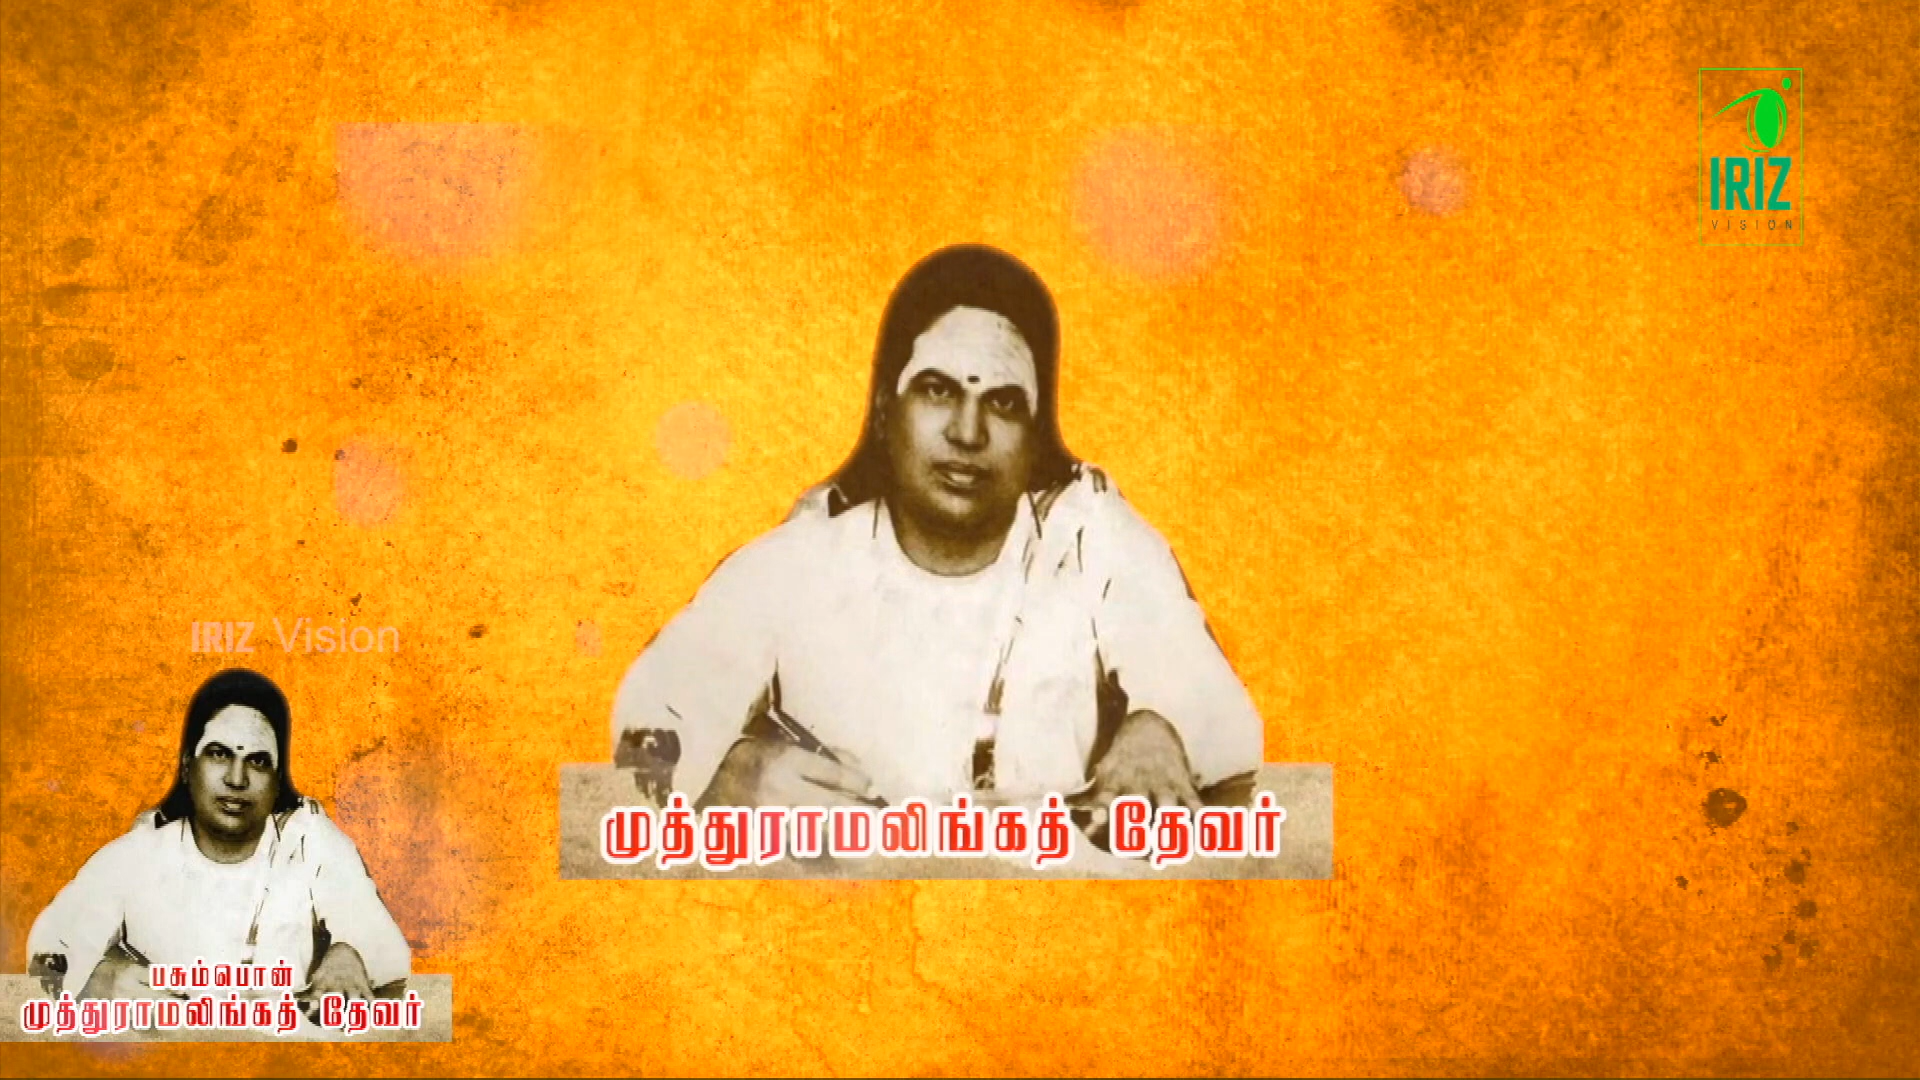 IRIZ
VISION
முத்துராமலிங்கத் தேவர்
IRIZ Vision
பசும்பொன்
முத்துராமலிங்கத் தேவர்